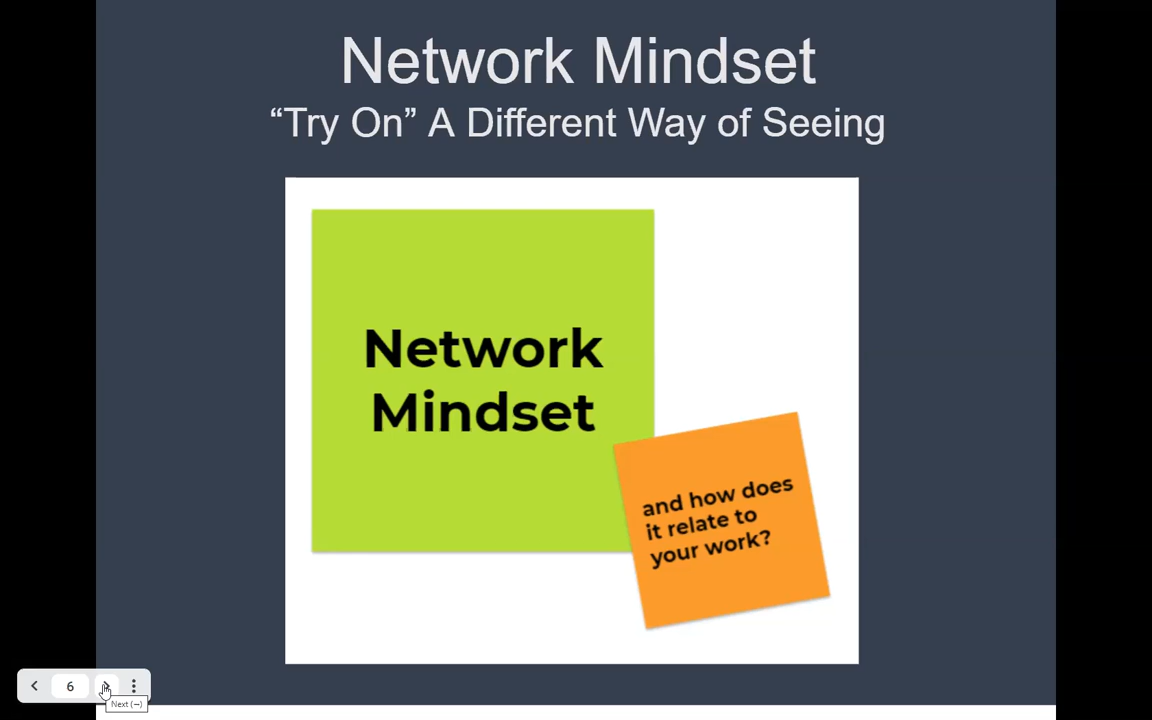 Network Mindset
“Try On” A Different Way of Seeing
Network
Mindset
and how does
it relate to
your work?
6
Next (→)